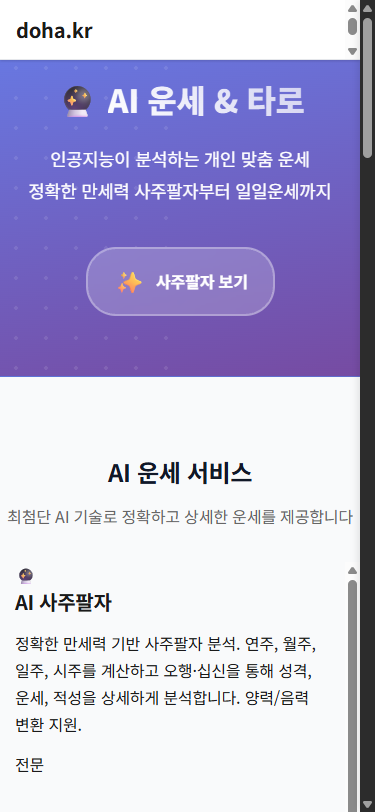 doha.kr
AI 운세 & 타로
인공지능이 분석하는 개인 맞춤 운세
정확한 만세력 사주팔자부터 일일운세까지
사주팔자 보기
AI 운세 서비스
최첨단 AI 기술로 정확하고 상세한 운세를 제공합니다
AI 사주팔자
정확한 만세력 기반 사주팔자 분석. 연주, 월주,
일주, 시주를 계산하고 오행·십신을 통해 성격,
운세, 적성을 상세하게 분석합니다. 양력/음력
변환 지원.
전문